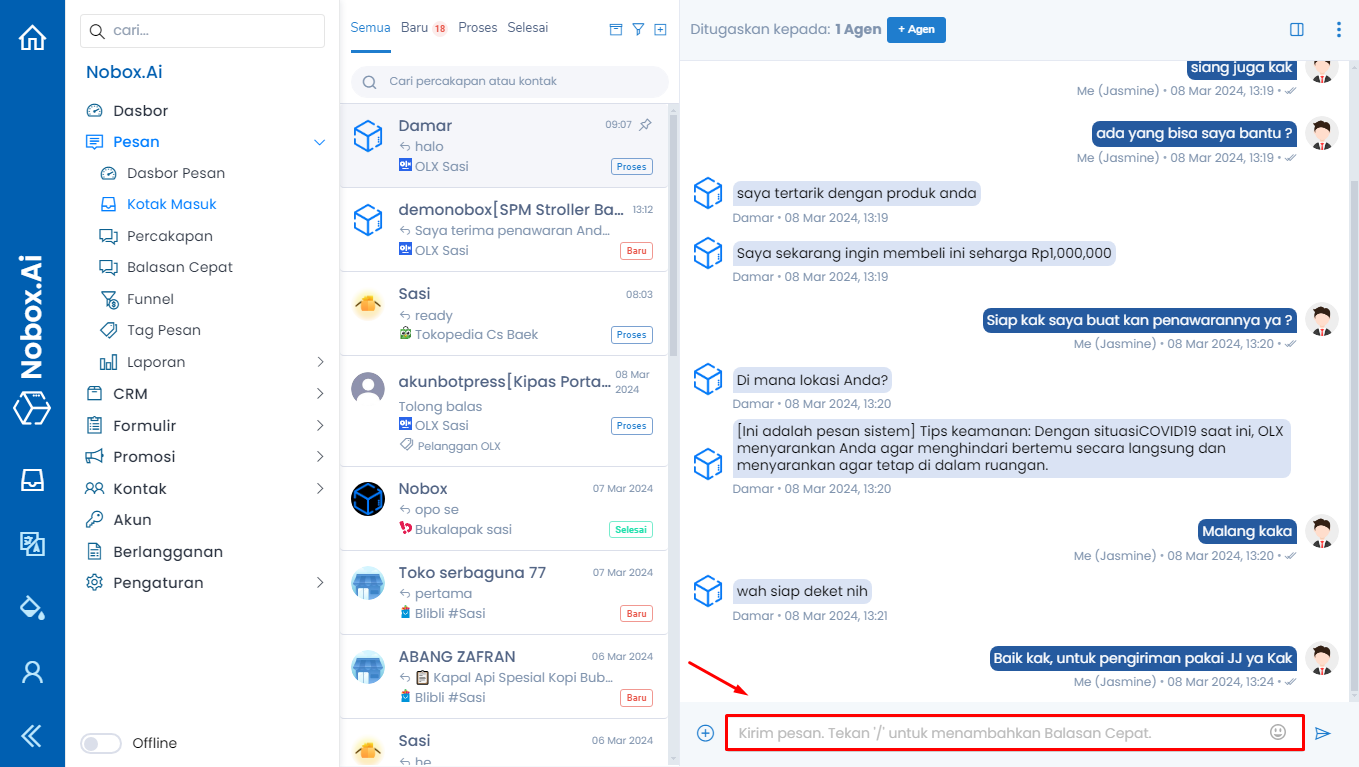 Nobox.Ai
cari...
Nobox.Ai
Dasbor
Pesan
Dasbor Pesan
Kotak Masuk
Percakapan
Balasan Cepat
Funnel
Tag Pesan
Laporan
CRM
Formulir
Promosi
Kontak
Akun
Berlangganan
Pengaturan
Offline
Semua Baru 18 Proses Selesai
Cari percakapan atau kontak
Damar 09:07
halo
OLX Sasi Proses
demonobox[SPM Stroller Ba... 13:12
Saya terima penawaran And...
OLX Sasi Baru
Sasi 08:03
ready
Tokopedia Cs Baek Proses
akunbotpress[Kipas Porta... 08 Mar
2024
Tolong balas
OLX Sasi Proses
Pelanggan OLX
Nobox 07 Mar 2024
opo se
Bukalapak sasi Selesai
Toko serbaguna 77 07 Mar 2024
pertama
Blibli #Sasi Baru
ABANG ZAFRAN 06 Mar 2024
Kapal Api Spesial Kopi Bub...
Blibli #Sasi Baru
Sasi 06 Mar 2024
he
Ditugaskan kepada: 1 Agen + Agen
siang juga kak
Me (Jasmine) • 08 Mar 2024, 13:19 •
ada yang bisa saya bantu ?
Me (Jasmine) • 08 Mar 2024, 13:19 •
saya tertarik dengan produk anda
Damar • 08 Mar 2024, 13:19
Saya sekarang ingin membeli ini seharga Rp1,000,000
Damar • 08 Mar 2024, 13:19
Siap kak saya buat kan penawarannya ya ?
Me (Jasmine) • 08 Mar 2024, 13:20 •
Di mana lokasi Anda?
Damar • 08 Mar 2024, 13:20
[Ini adalah pesan sistem] Tips keamanan: Dengan situasiCOVID19 saat ini, OLX
menyarankan Anda agar menghindari bertemu secara langsung dan
menyarankan agar tetap di dalam ruangan.
Damar • 08 Mar 2024, 13:20
Malang kaka
Me (Jasmine) • 08 Mar 2024, 13:20 •
wah siap deket nih
Damar • 08 Mar 2024, 13:21
Baik kak, untuk pengiriman pakai JJ ya Kak
Me (Jasmine) • 08 Mar 2024, 13:24 •
Kirim pesan. Tekan '/' untuk menambahkan Balasan Cepat.